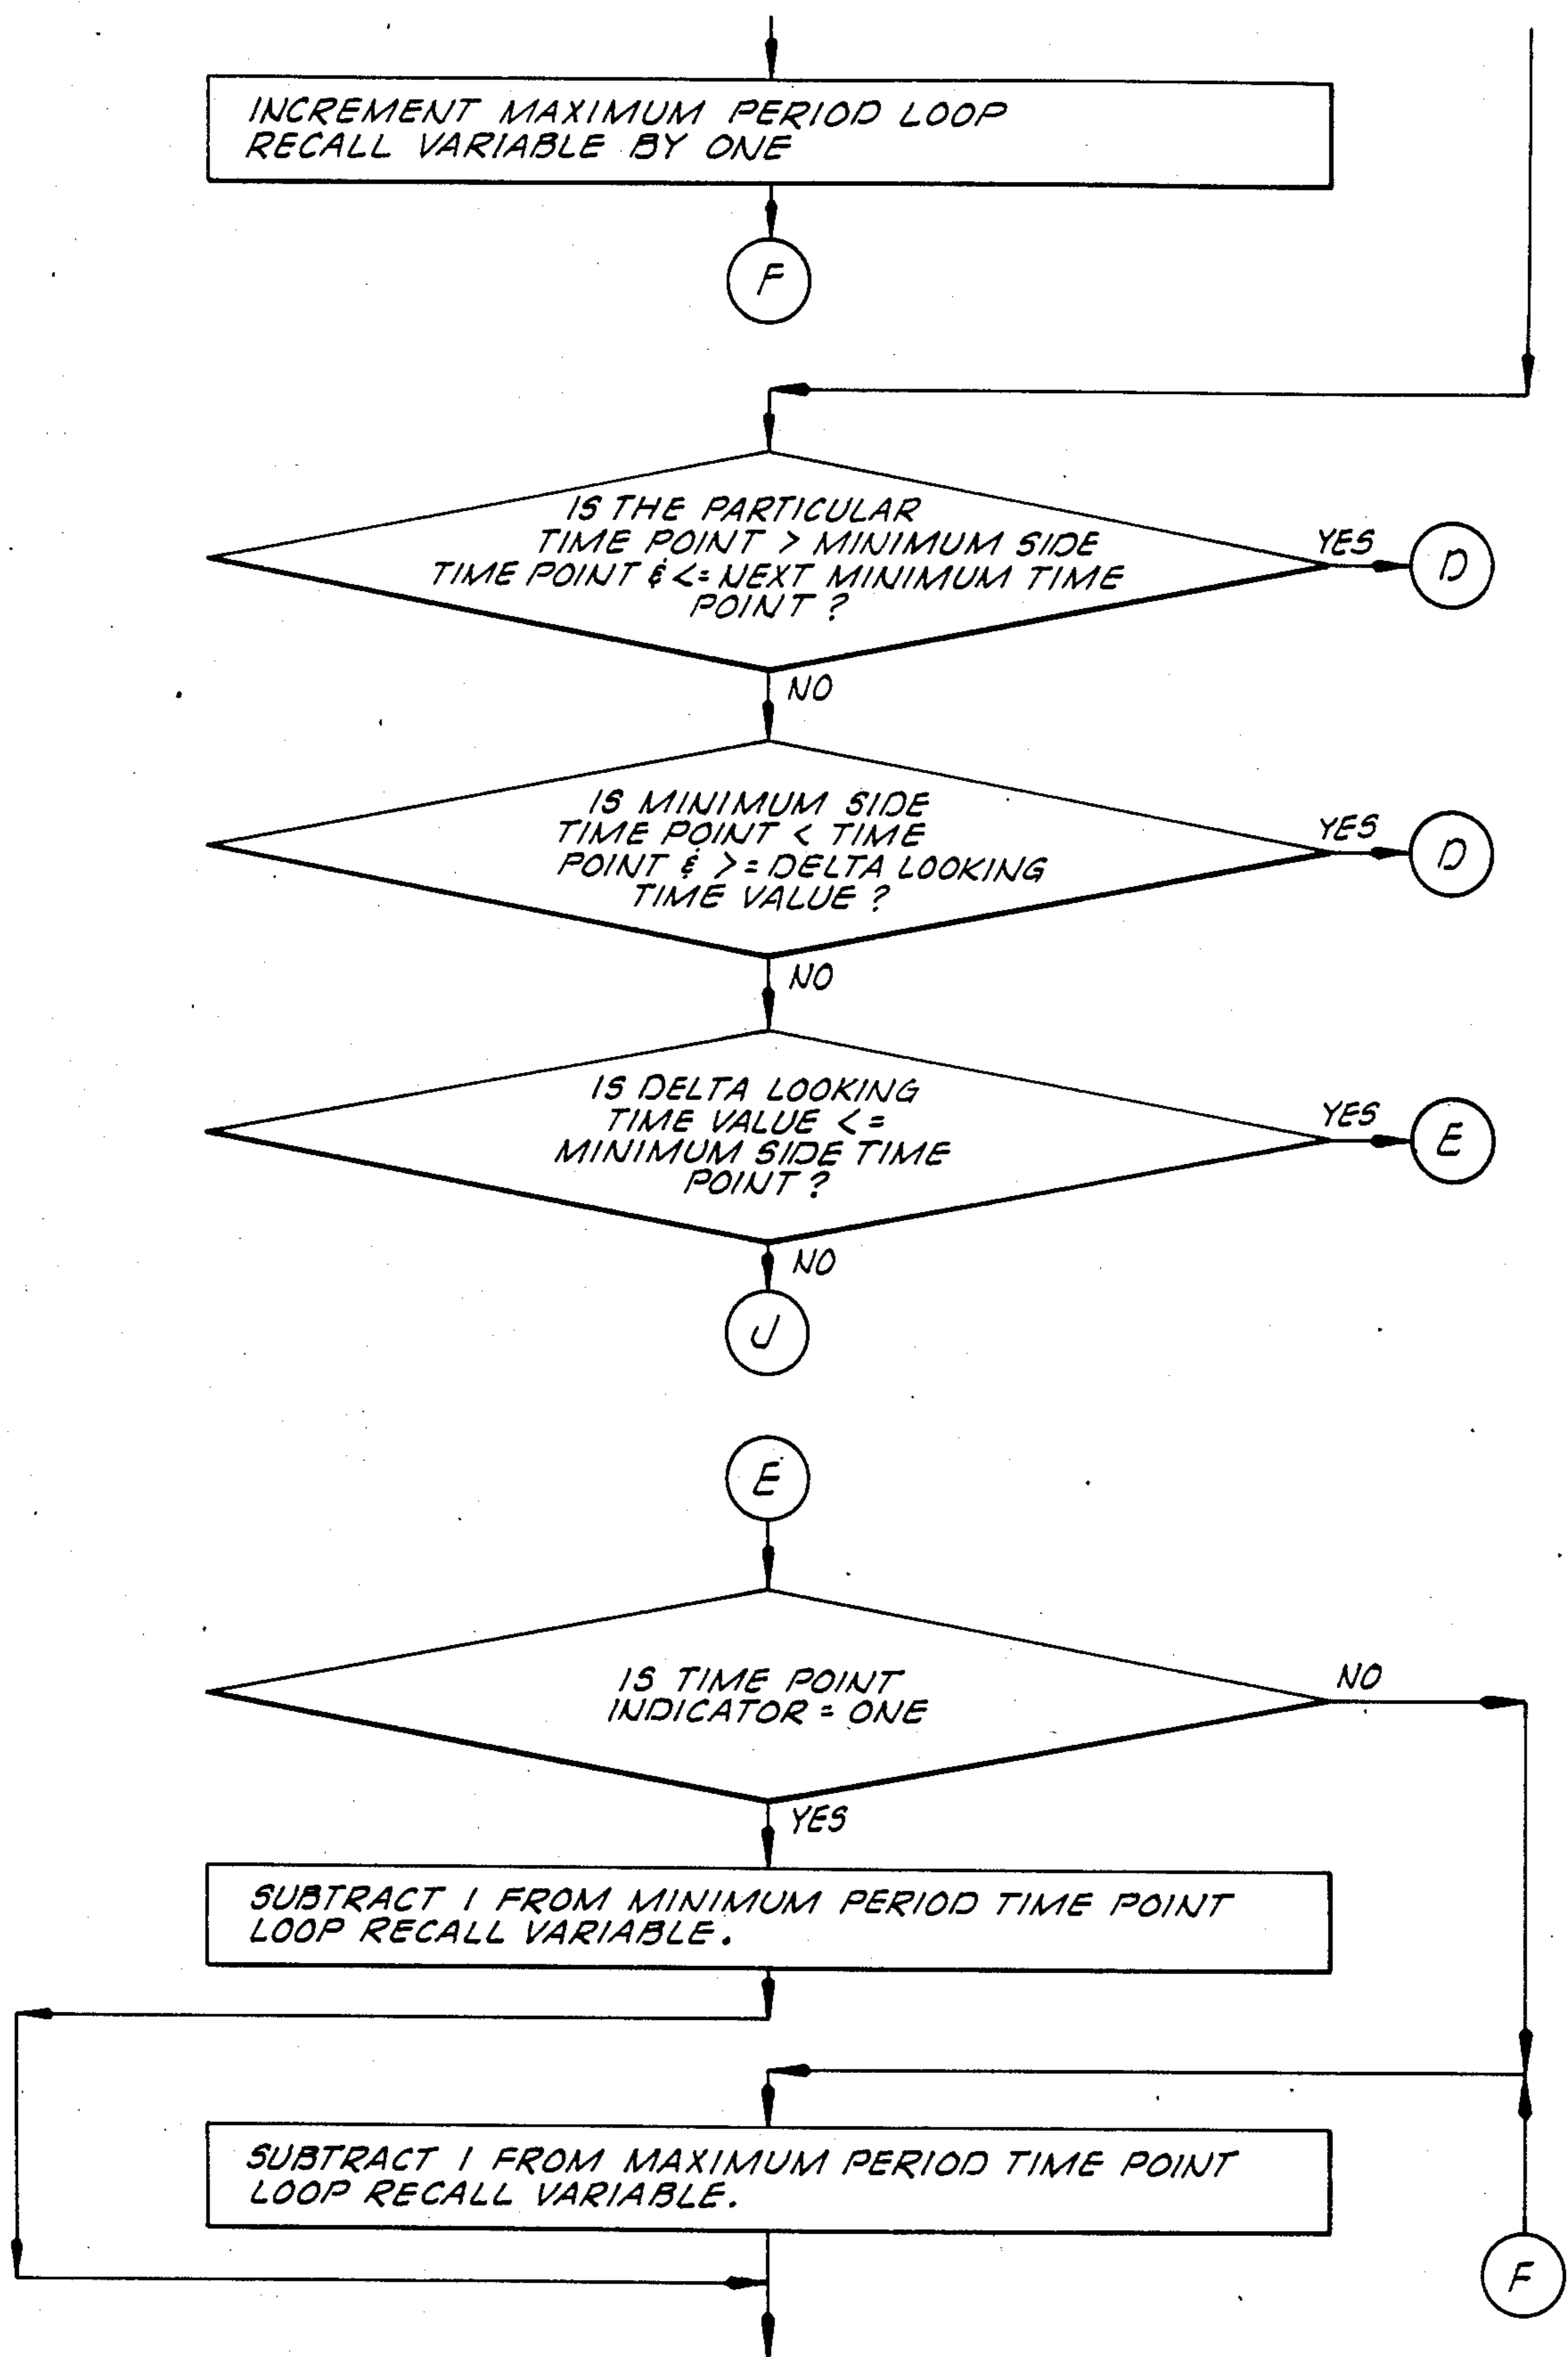 INCREMENT MAXIMUM PERIOD LOOP
RECALL VARIABLE BY ONE
F
IS THE PARTICULAR
TIME POINT > MINIMUM SIDE
TIME POINT & <= NEXT MINIMUM TIME
POINT ?
YES
D
NO
IS MINIMUM SIDE
TIME POINT < TIME
POINT & >= DELTA LOOKING
TIME VALUE ?
YES
D
NO
IS DELTA LOOKING
TIME VALUE <=
MINIMUM SIDE TIME
POINT ?
YES
E
NO
J
E
IS TIME POINT
INDICATOR = ONE
NO
YES
SUBTRACT 1 FROM MINIMUM PERIOD TIME POINT
LOOP RECALL VARIABLE.
SUBTRACT 1 FROM MAXIMUM PERIOD TIME POINT
LOOP RECALL VARIABLE.
F